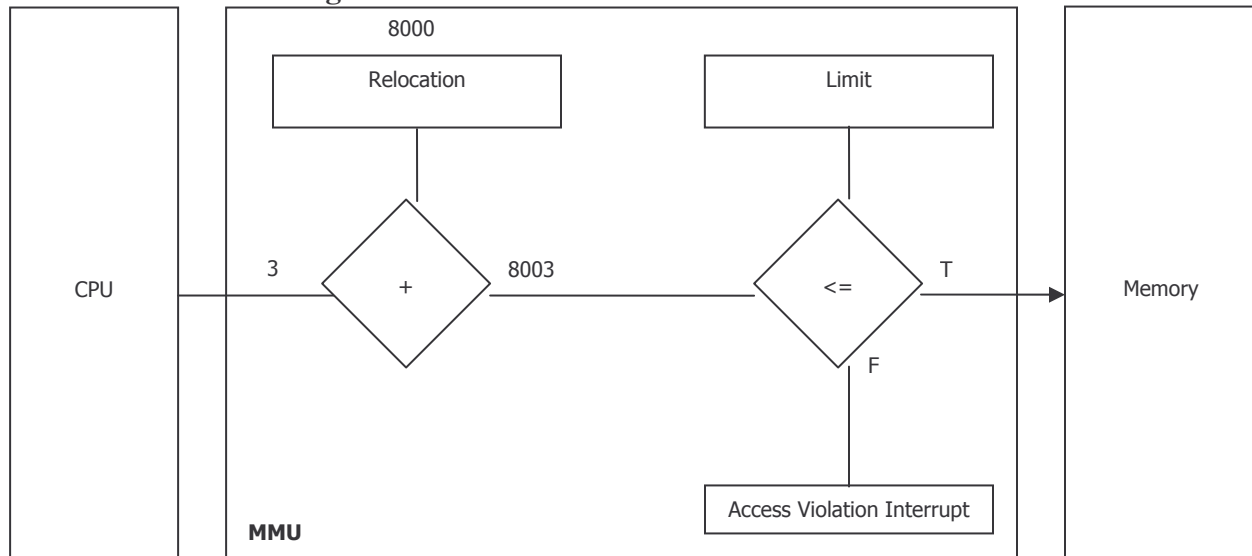 8000
Relocation
Limit
3
8003
T
CPU
+
<=
Memory
F
Access Violation Interrupt
MMU